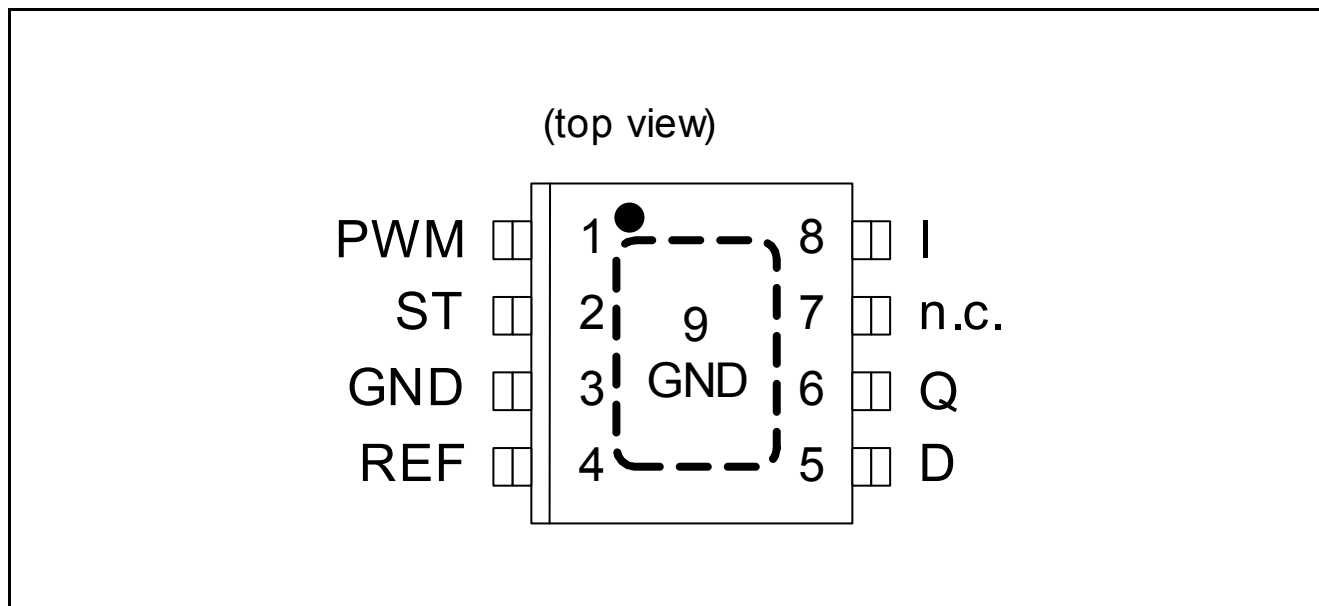 (top view)
PWM 1 8 I
ST 2 7 n.c.
9
GND 3 6 Q
GND
REF 4 5 D